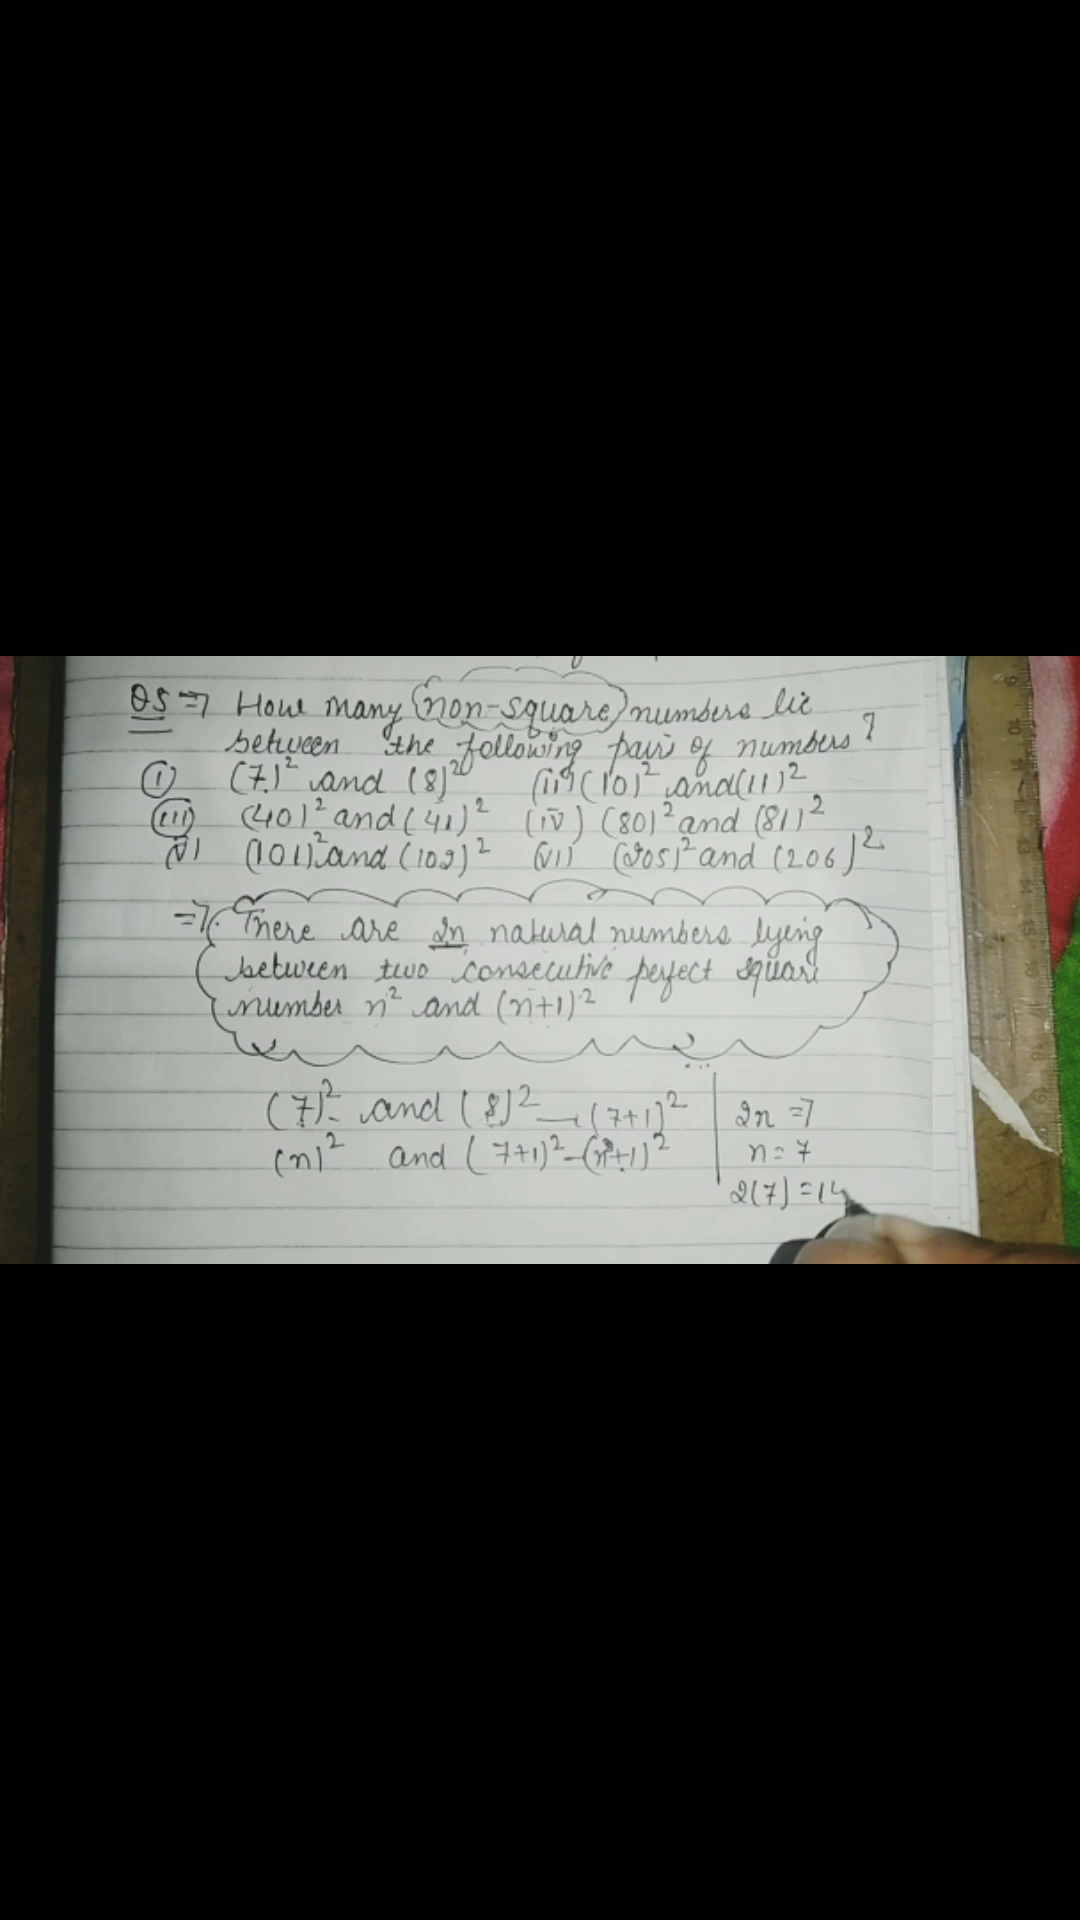 Q5 ⇒ How many non-square numbers lie
between the following pair of numbers?
(i) (7)² and (8)² (ii) (10)² and (11)²
(iii) (40)² and (41)² (iv) (80)² and (81)²
(v) (101)² and (102)² (vi) (205)² and (206)²
⇒ There are 2n natural numbers lying
between two consecutive perfect square
number n² and (n+1)²
(7)² and (8)² → (7+1)²
(n)² and (7+1)² - (n+1)²
2n ⇒
n = 7
2(7) = 14